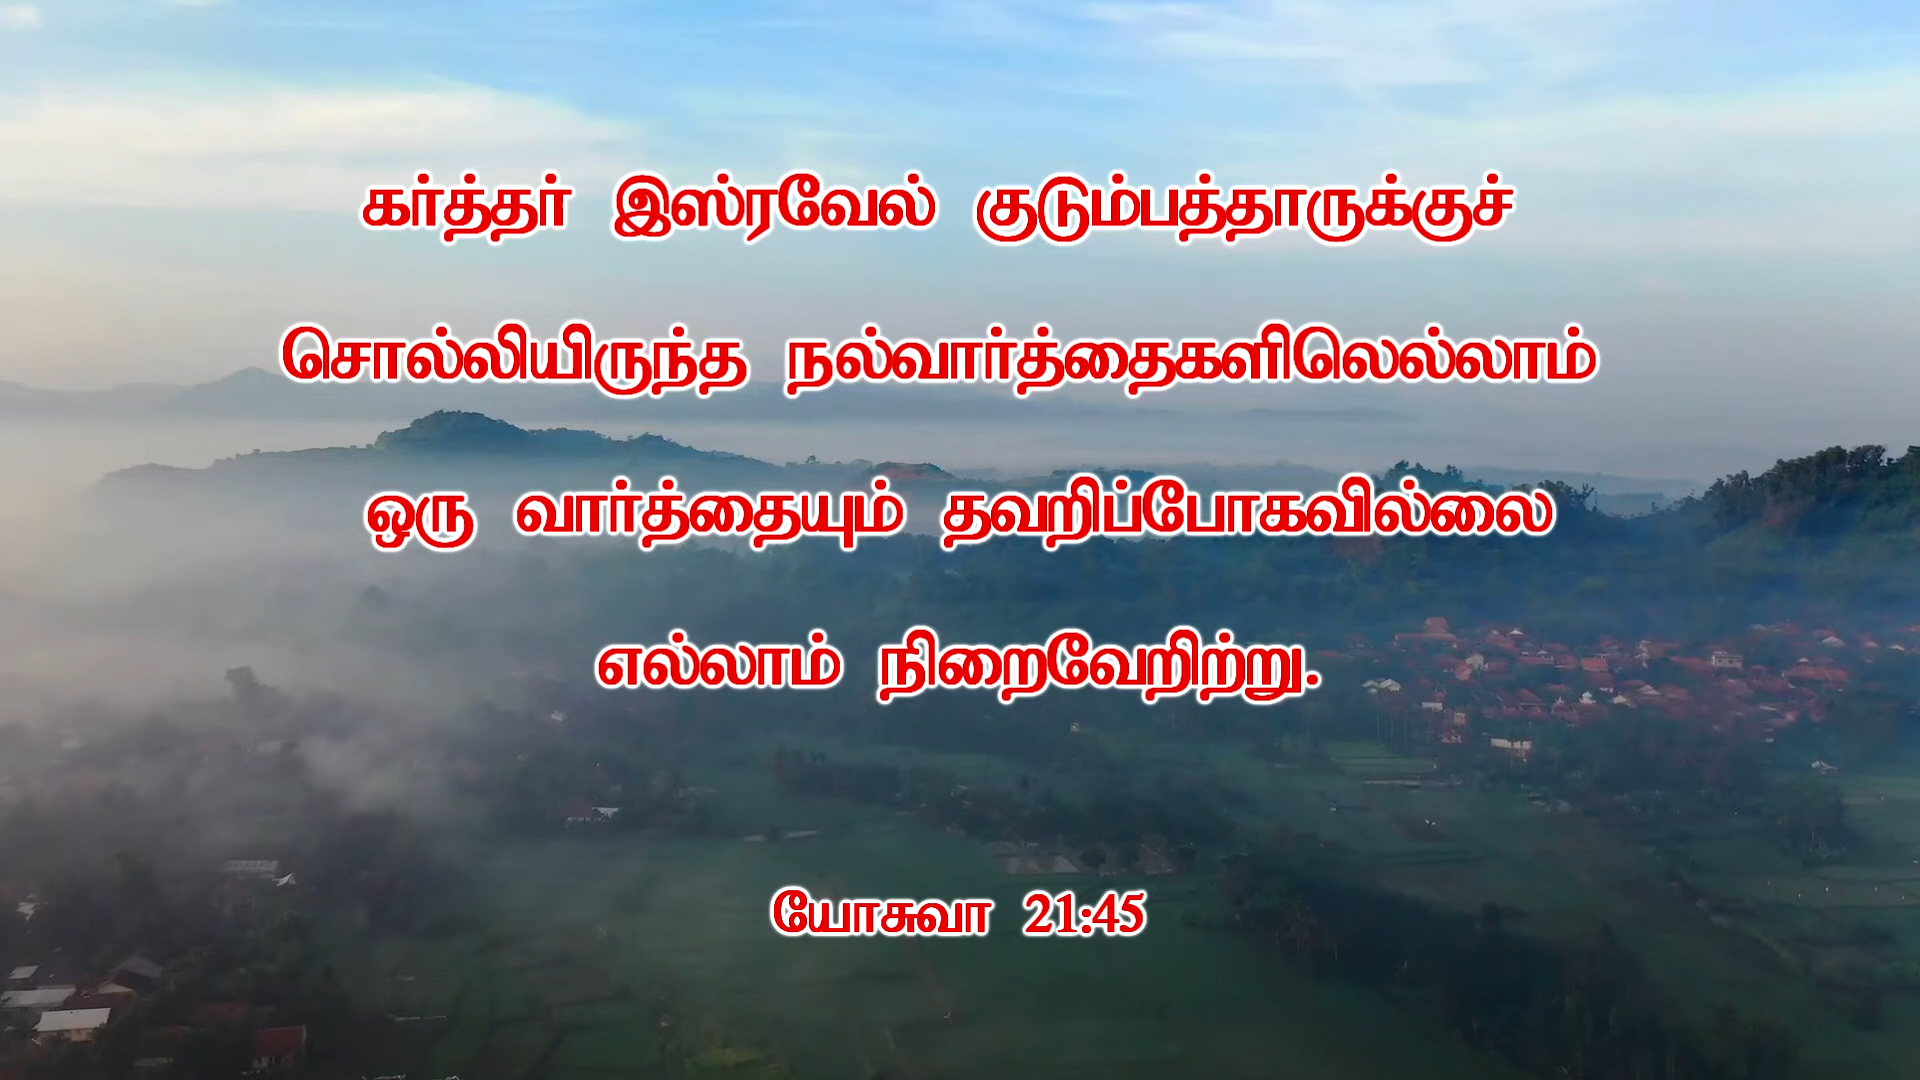 கர்த்தர் இஸ்ரவேல் குடும்பத்தாருக்குச்
சொல்லியிருந்த நல்வார்த்தைகளிலெல்லாம்
ஒரு வார்த்தையும் தவறிப்போகவில்லை
எல்லாம் நிறைவேறிற்று.
யோசுவா 21:45